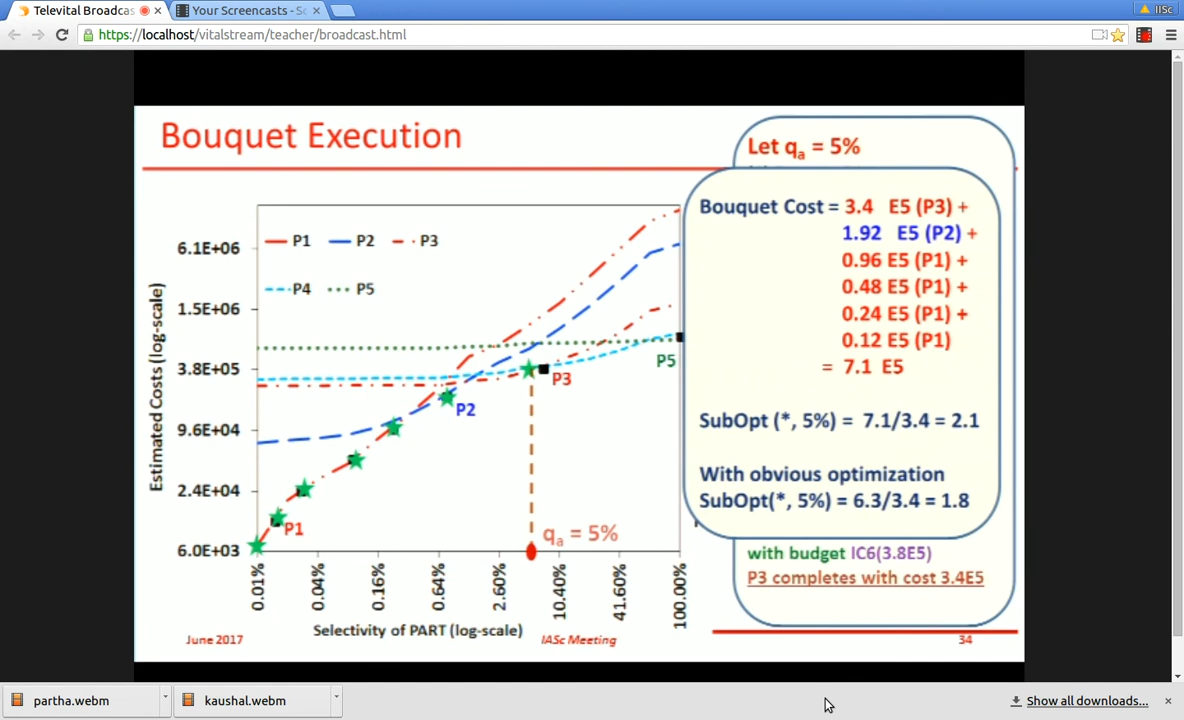 Televital Broadcas
Your Screencasts - Sc
IISc
https://localhost/vitalstream/teacher/broadcast.html
Bouquet Execution
Let qa = 5%
Bouquet Cost = 3.4 E5 (P3) +
1.92 E5 (P2) +
0.96 E5 (P1) +
0.48 E5 (P1) +
0.24 E5 (P1) +
0.12 E5 (P1)
= 7.1 E5
SubOpt (*, 5%) = 7.1/3.4 = 2.1
With obvious optimization
SubOpt(*, 5%) = 6.3/3.4 = 1.8
with budget IC6(3.8E5)
P3 completes with cost 3.4E5
Estimated Costs (log-scale)
6.1E+06
1.5E+06
3.8E+05
9.6E+04
2.4E+04
6.0E+03
P1 P2 P3
P4 P5
P5
P3
P2
P1
qa = 5%
0.01% 0.04% 0.16% 0.64% 2.60% 10.40% 41.60% 100.00%
Selectivity of PART (log-scale)
June 2017 IASc Meeting 34
partha.webm kaushal.webm Show all downloads...